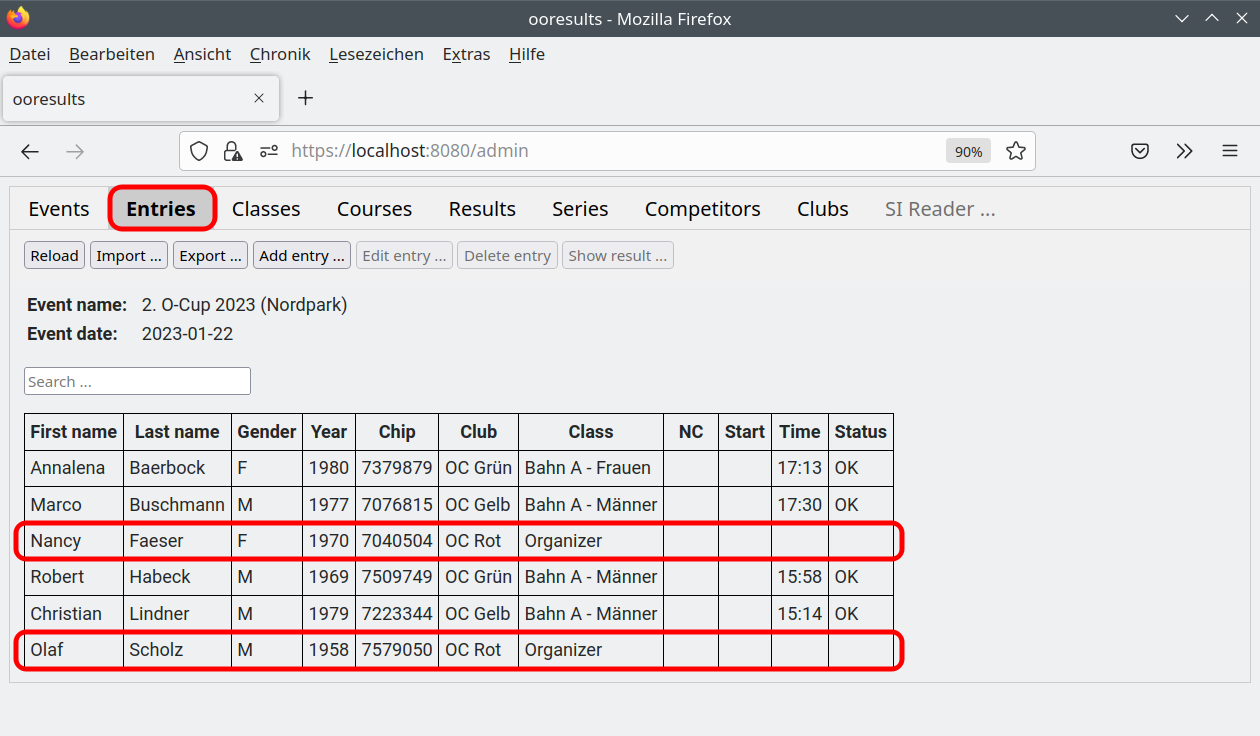 ooresults - Mozilla Firefox
Datei Bearbeiten Ansicht Chronik Lesezeichen Extras Hilfe
ooresults
https://localhost:8080/admin 90%
Events Entries Classes Courses Results Series Competitors Clubs SI Reader ...
Reload Import ... Export ... Add entry ... Edit entry ... Delete entry Show result ...
Event name: 2. O-Cup 2023 (Nordpark)
Event date: 2023-01-22
Search ...
First name Last name Gender Year Chip Club Class NC Start Time Status
Annalena Baerbock F 1980 7379879 OC Grün Bahn A - Frauen 17:13 OK
Marco Buschmann M 1977 7076815 OC Gelb Bahn A - Männer 17:30 OK
Nancy Faeser F 1970 7040504 OC Rot Organizer
Robert Habeck M 1969 7509749 OC Grün Bahn A - Männer 15:58 OK
Christian Lindner M 1979 7223344 OC Gelb Bahn A - Männer 15:14 OK
Olaf Scholz M 1958 7579050 OC Rot Organizer